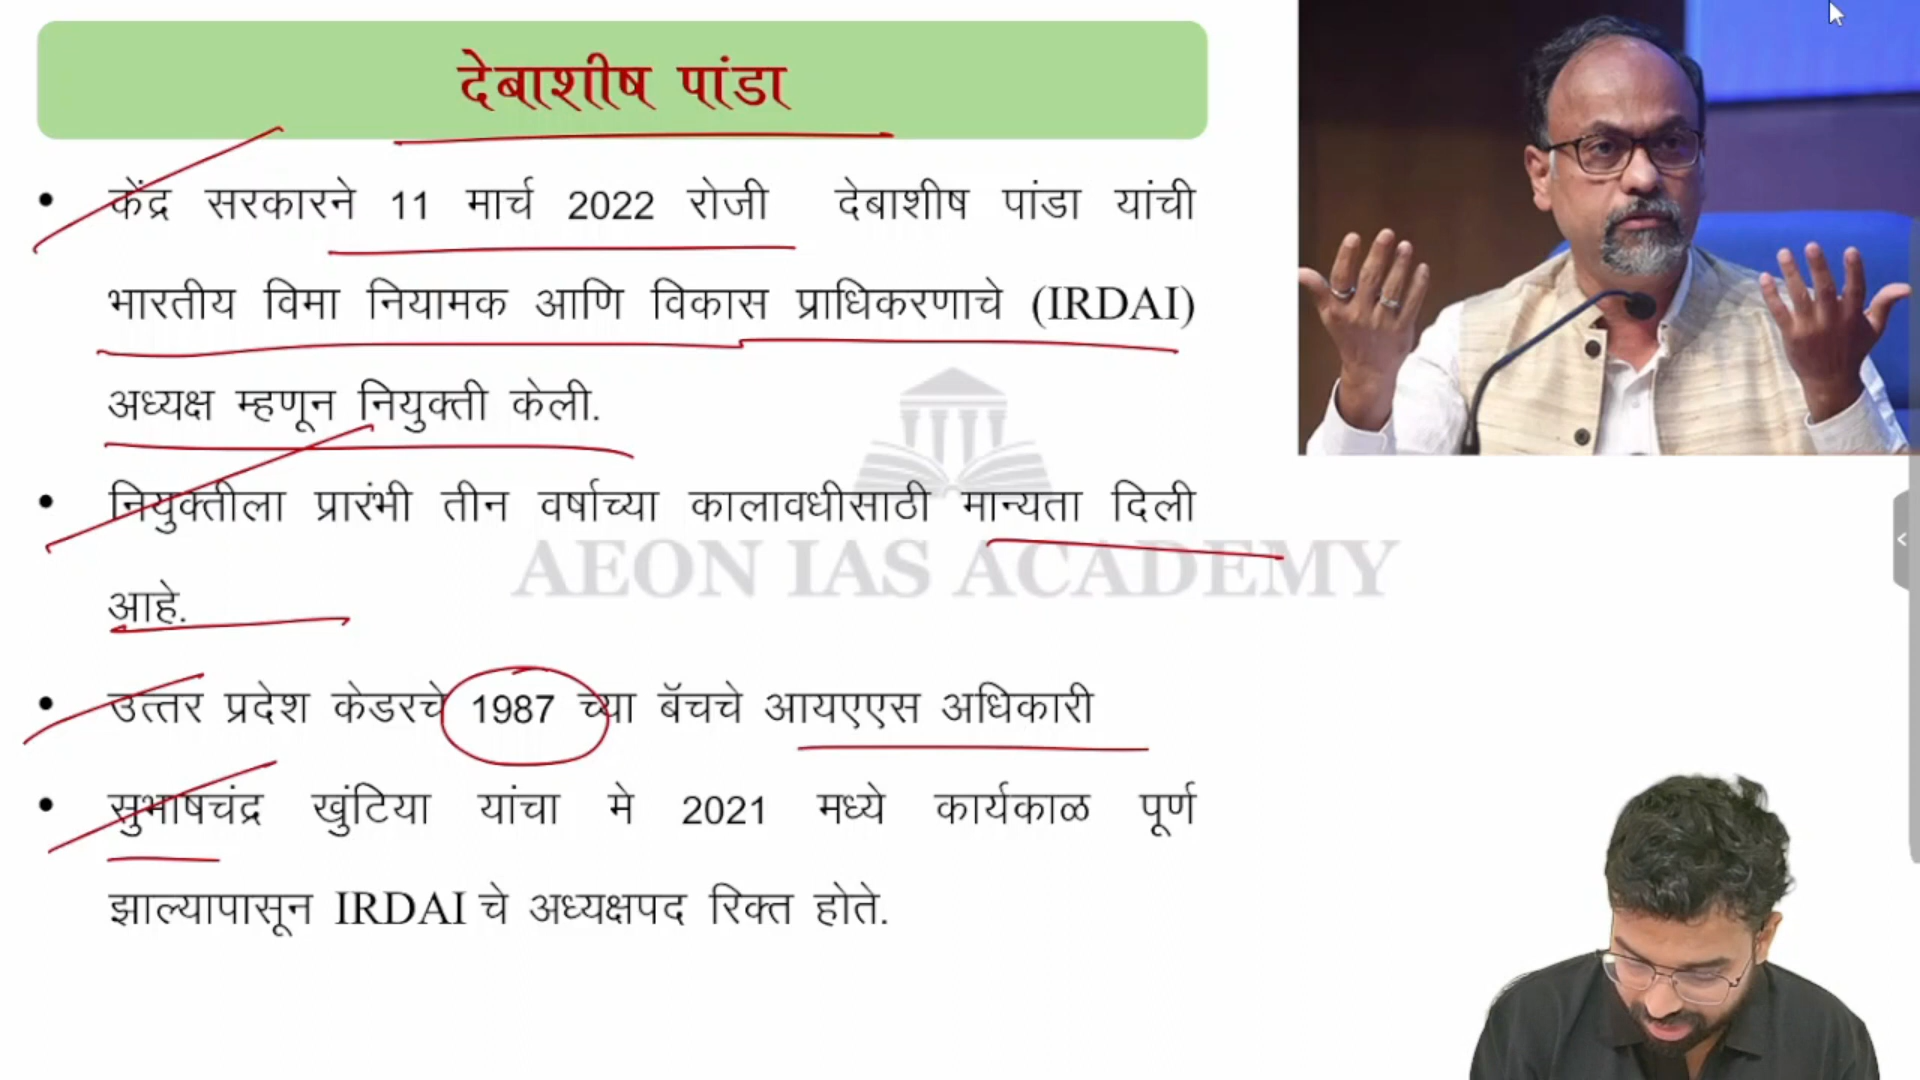 देबाशीष पांडा
• केंद्र सरकारने 11 मार्च 2022 रोजी देबाशीष पांडा यांची
भारतीय विमा नियामक आणि विकास प्राधिकरणाचे (IRDAI)
अध्यक्ष म्हणून नियुक्ती केली.
• नियुक्तीला प्रारंभी तीन वर्षाच्या कालावधीसाठी मान्यता दिली
आहे.
• उत्तर प्रदेश केडरचे 1987 च्या बॅचचे आयएएस अधिकारी
• सुभाषचंद्र खुंटिया यांचा मे 2021 मध्ये कार्यकाळ पूर्ण
झाल्यापासून IRDAI चे अध्यक्षपद रिक्त होते.
AEON IAS ACADEMY